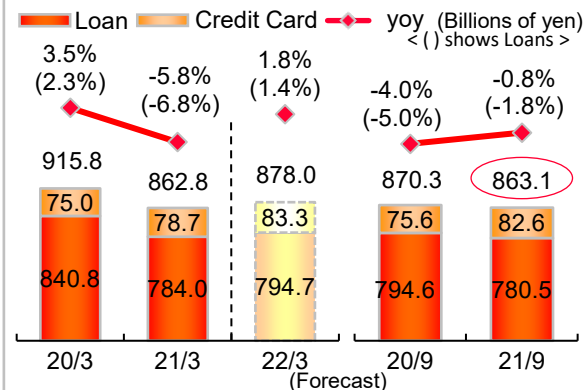 Loan Credit Card yoy (Billions of yen)
< ( ) shows Loans >
3.5%
(2.3%)
-5.8%
(-6.8%)
1.8%
(1.4%)
-4.0%
(-5.0%)
-0.8%
(-1.8%)
915.8 862.8 878.0 870.3 863.1
75.0 78.7 83.3 75.6 82.6
840.8 784.0 794.7 794.6 780.5
20/3 21/3 22/3 20/9 21/9
(Forecast)